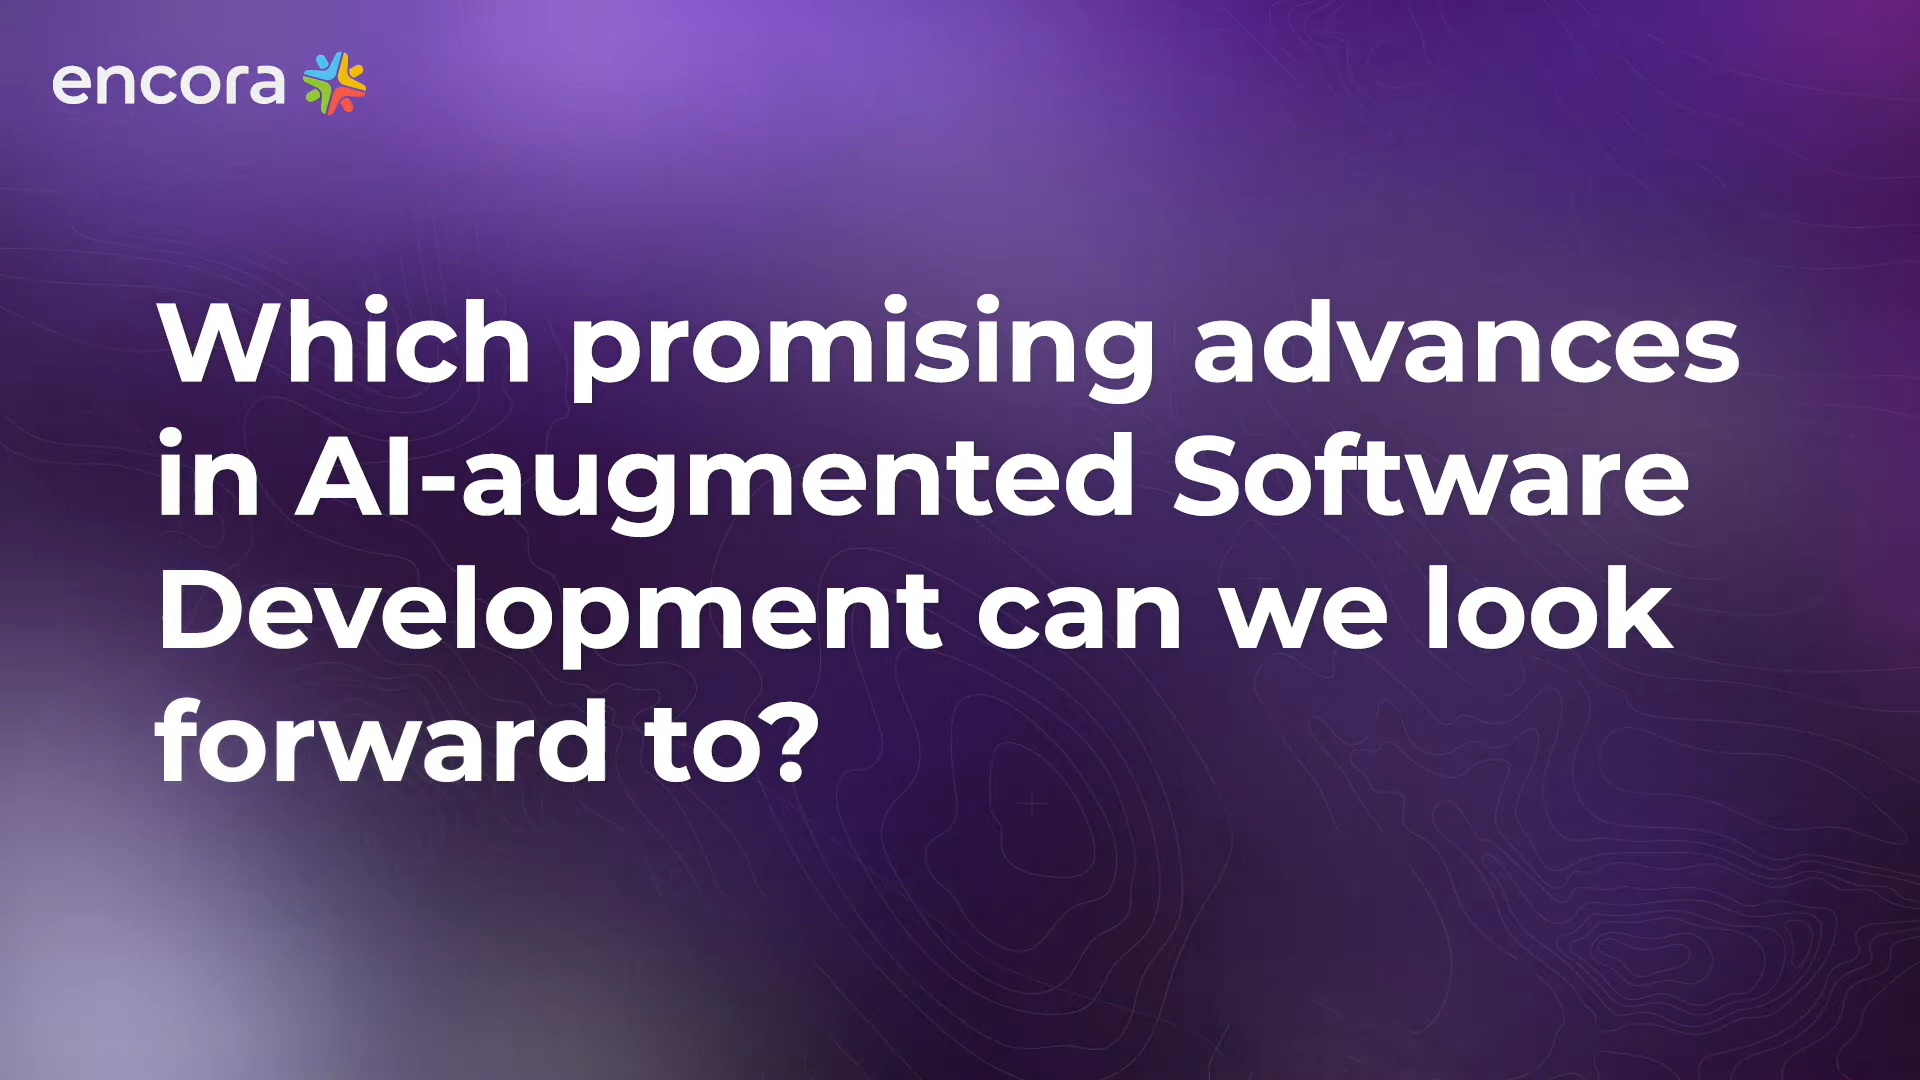 encora
Which promising advances
in AI-augmented Software
Development can we look
forward to?